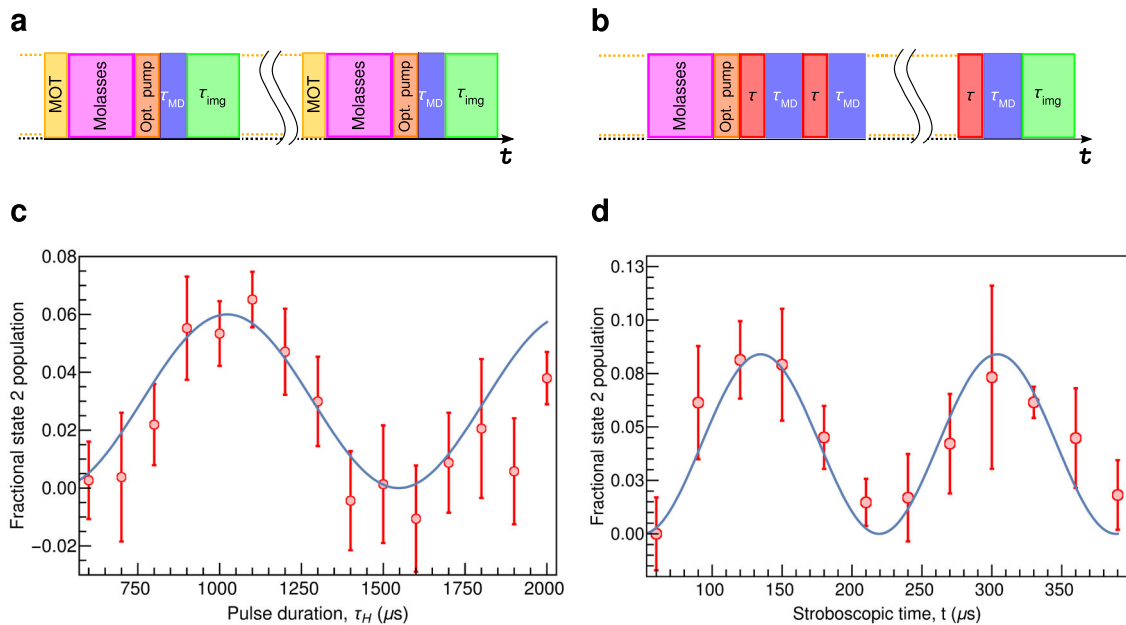 a
MOT
Molasses
Opt. pump
τMD
τimg
MOT
Molasses
Opt. pump
τMD
τimg
t
b
Molasses
Opt. pump
τ
τMD
τ
τMD
τ
τMD
τimg
t
c
0.08
0.06
0.04
0.02
0.00
−0.02
Fractional state 2 population
750
1000
1250
1500
1750
2000
Pulse duration, τH (µs)
d
0.13
0.10
0.08
0.05
0.03
0.00
Fractional state 2 population
100
150
200
250
300
350
Stroboscopic time, t (µs)